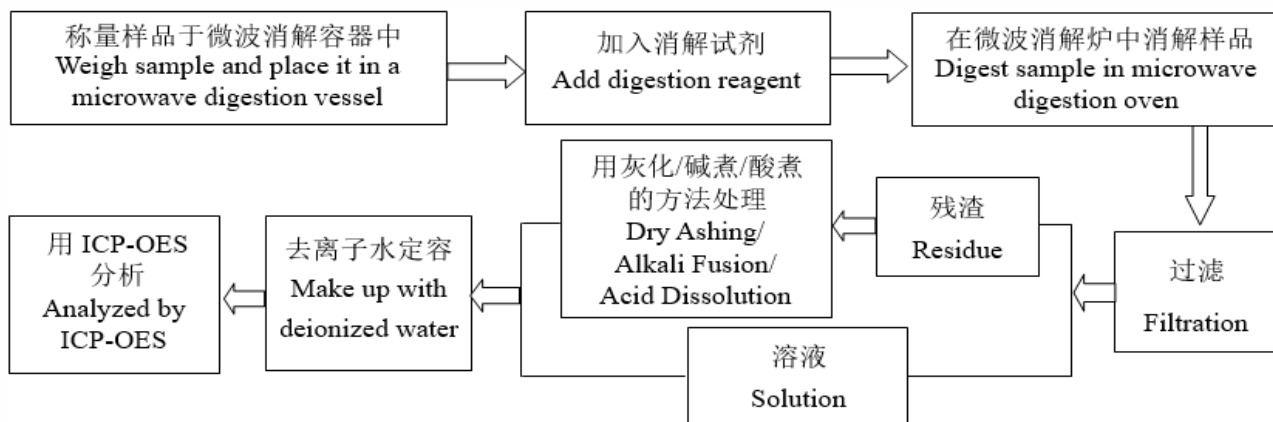 称量样品于微波消解容器中
Weigh sample and place it in a
microwave digestion vessel
加入消解试剂
Add digestion reagent
在微波消解炉中消解样品
Digest sample in microwave
digestion oven
过滤
Filtration
残渣
Residue
用灰化/碱煮/酸煮
的方法处理
Dry Ashing/
Alkali Fusion/
Acid Dissolution
溶液
Solution
去离子水定容
Make up with
deionized water
用 ICP-OES
分析
Analyzed by
ICP-OES